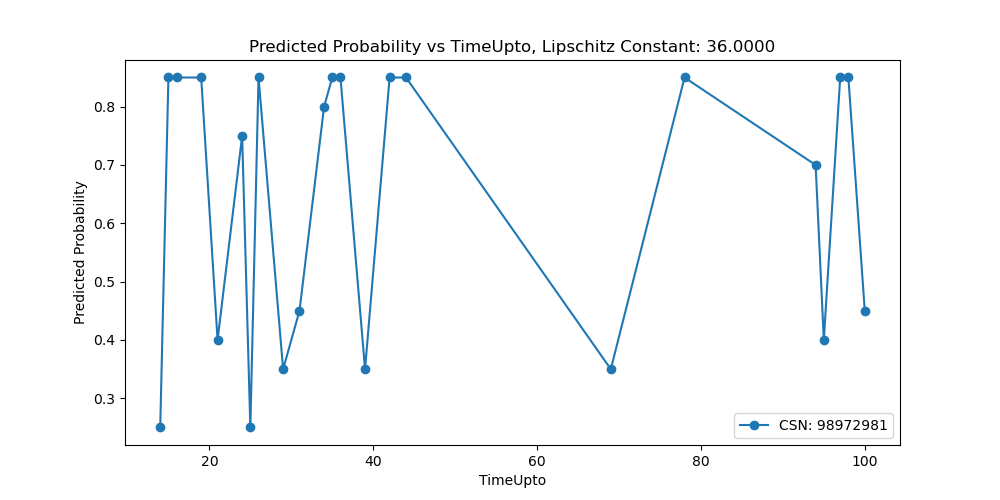 Predicted Probability vs TimeUpto, Lipschitz Constant: 36.0000
Predicted Probability
0.8
0.7
0.6
0.5
0.4
0.3
CSN: 98972981
20 40 60 80 100
TimeUpto